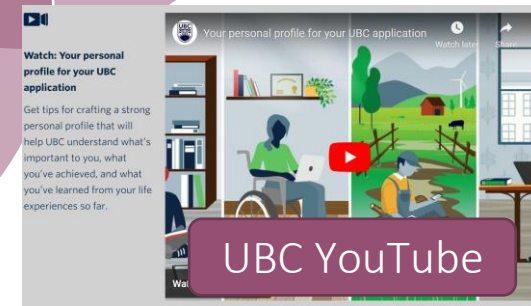 Watch: Your personal
profile for your UBC
application
Get tips for crafting a strong
personal profile that will
help UBC understand what's
important to you, what
you've achieved, and what
you've learned from your life
experiences so far.
UBC
Your personal profile for your UBC application
Watch later
Share
UBC YouTube